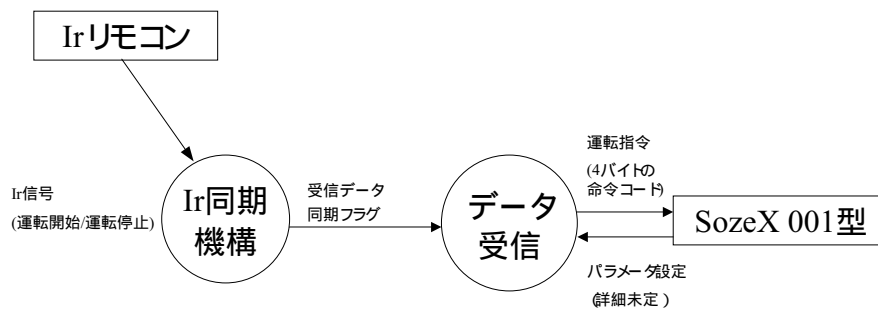 Irリモコン
Ir信号
(運転開始/運転停止)
Ir同期
機構
受信データ
同期フラグ
データ
受信
運転指令
(4バイトの
命令コード)
SozeX 001型
パラメータ設定
(詳細未定)